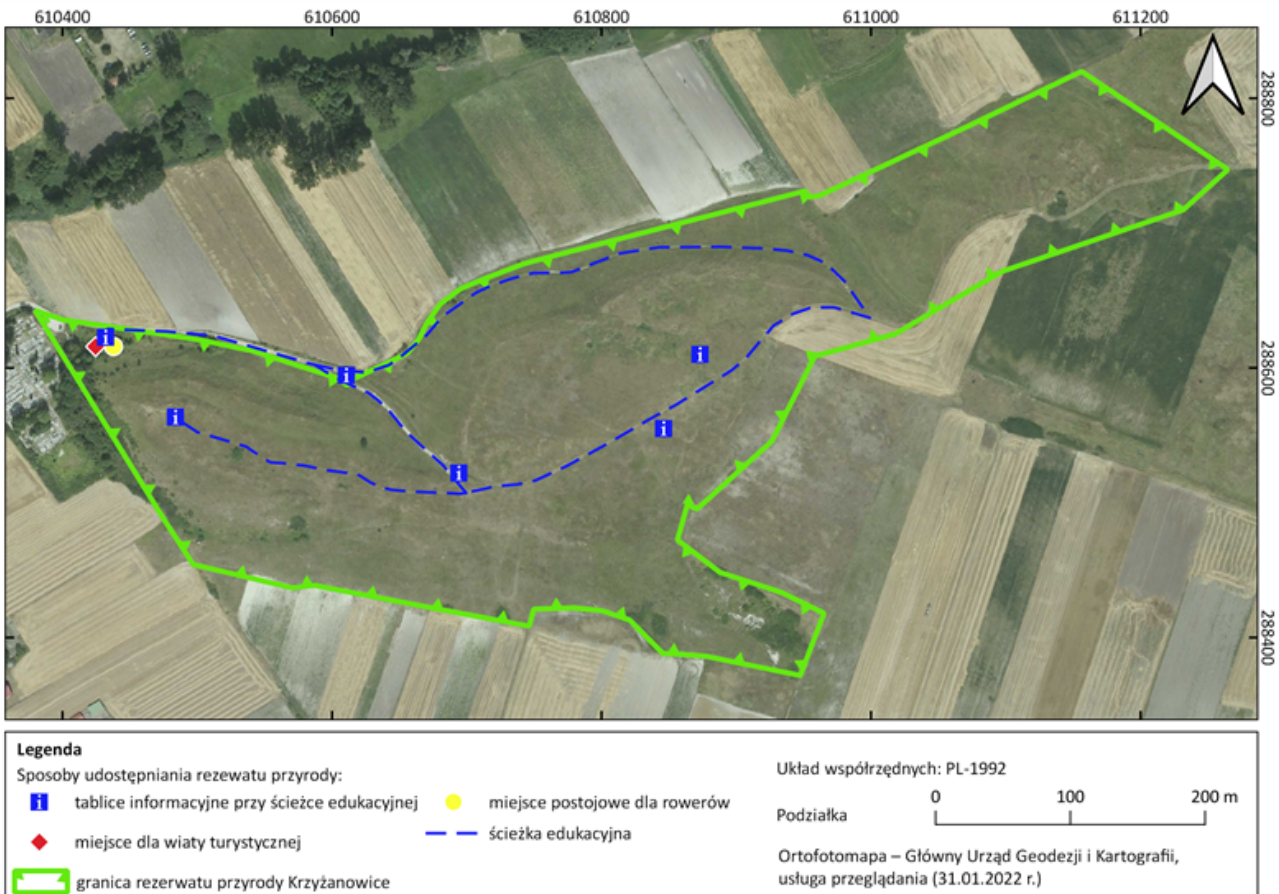 610400 610600 610800 611000 611200
288800
288600
288400
Legenda
Sposoby udostępniania rezewatu przyrody:
tablice informacyjne przy ścieżce edukacyjnej
miejsce dla wiaty turystycznej
granica rezerwatu przyrody Krzyżanowice
miejsce postojowe dla rowerów
ścieżka edukacyjna
Układ współrzędnych: PL-1992
0 100 200 m
Podziałka
Ortofotomapa – Główny Urząd Geodezji i Kartografii,
usługa przeglądania (31.01.2022 r.)